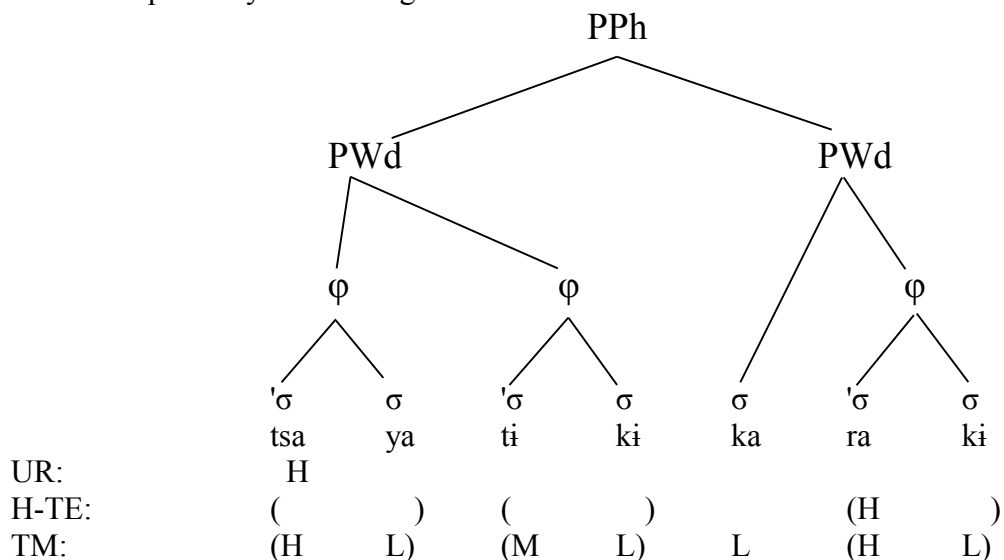 PPh
PWd PWd
φ φ φ
'σ σ 'σ σ σ 'σ σ
tsa ya tɨ kɨ ka ra kɨ
UR: H
H-TE: ( ) ( ) (H )
TM: (H L) (M L) L (H L)